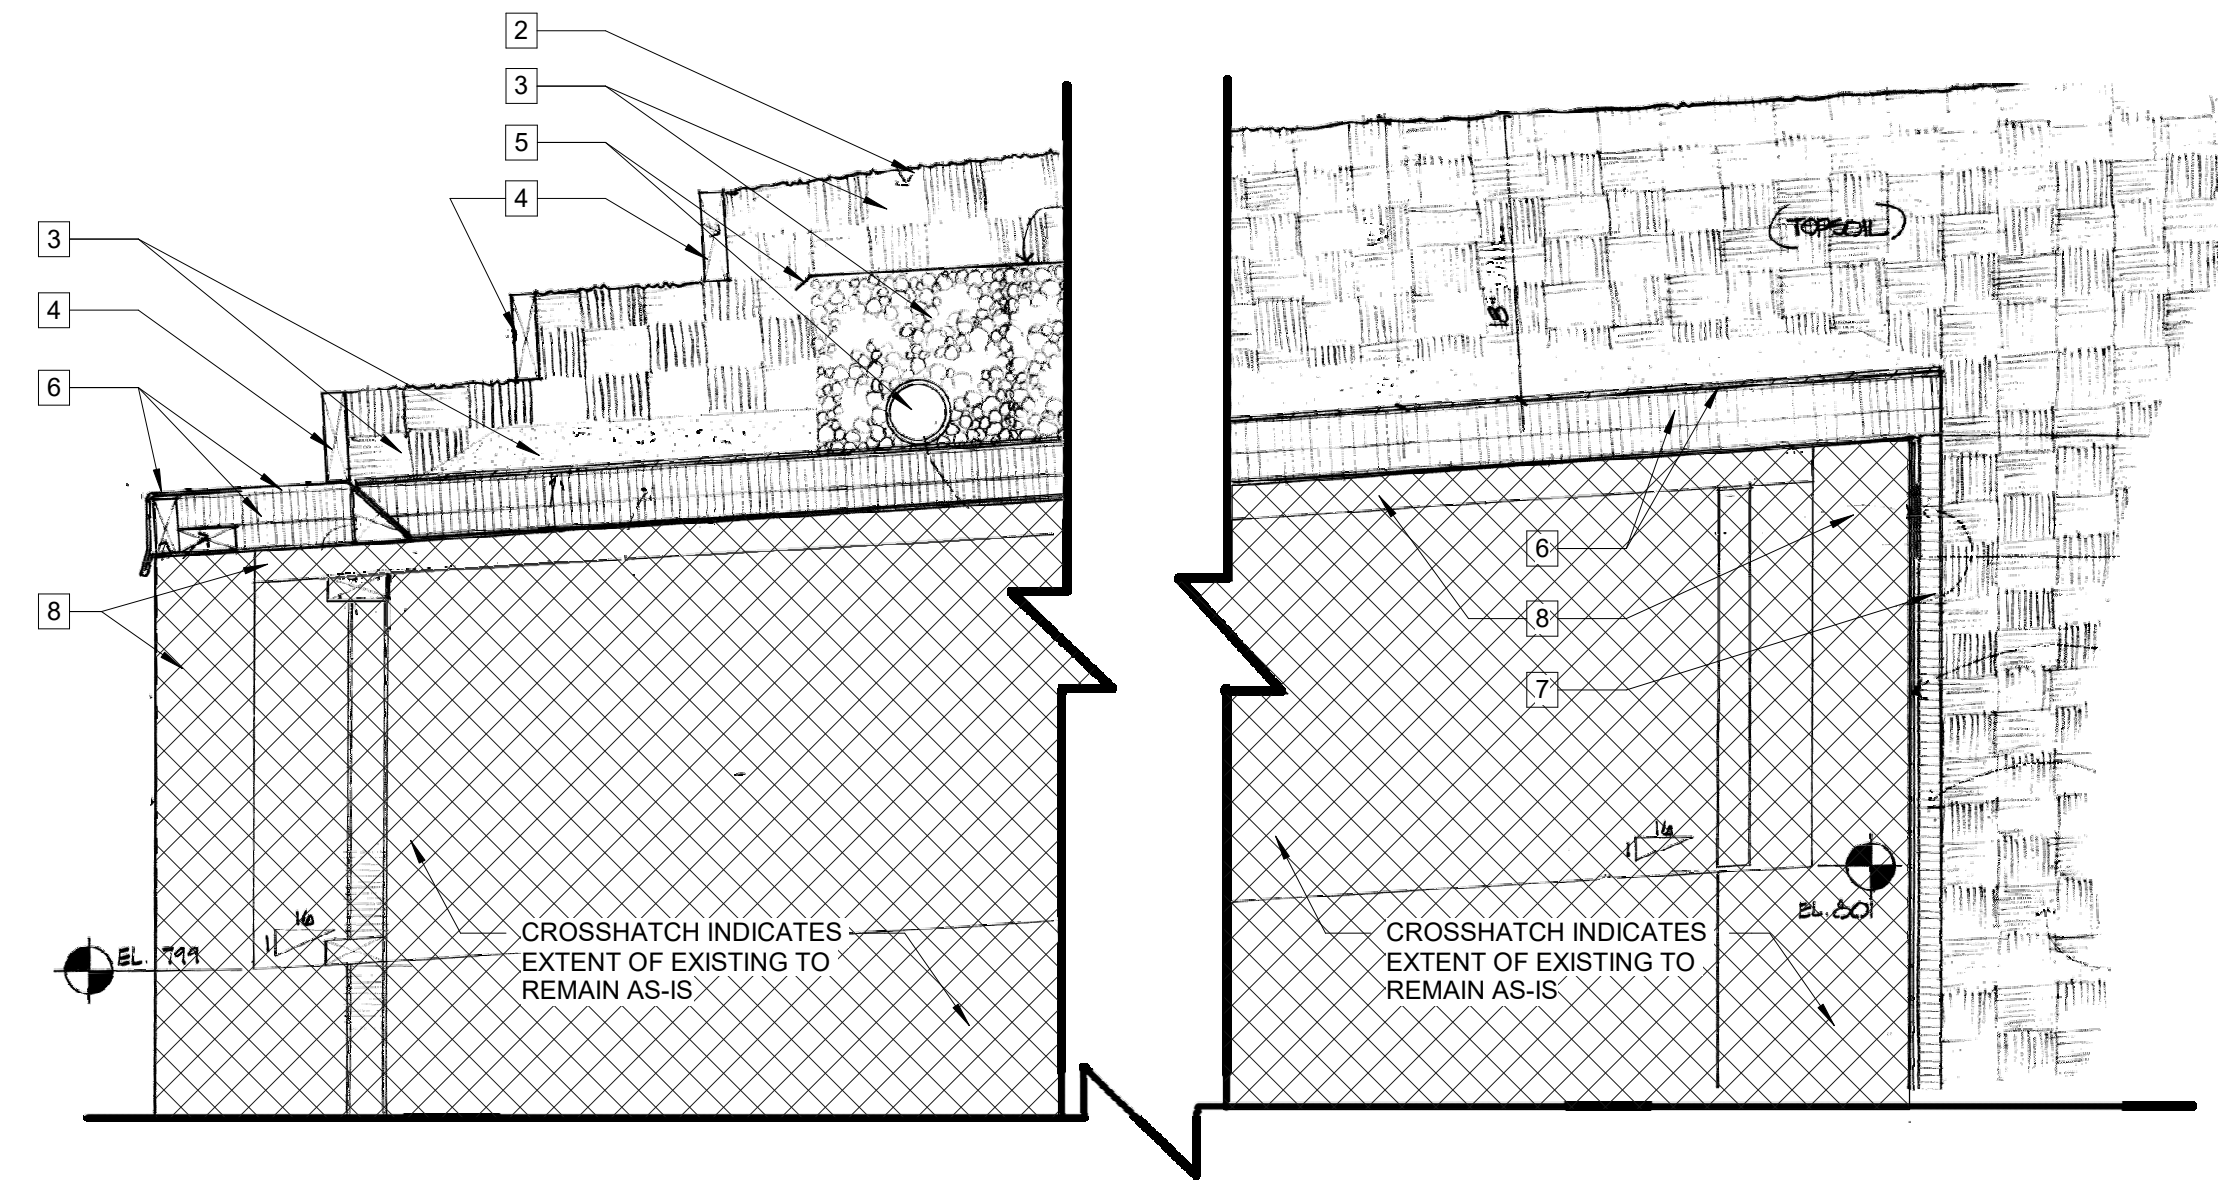 2
3
5
4
3
4
6
8
(TOPSOIL)
18"
6
8
7
16
1
EL. 801
16
1
EL. 799
CROSSHATCH INDICATES
EXTENT OF EXISTING TO
REMAIN AS-IS
CROSSHATCH INDICATES
EXTENT OF EXISTING TO
REMAIN AS-IS